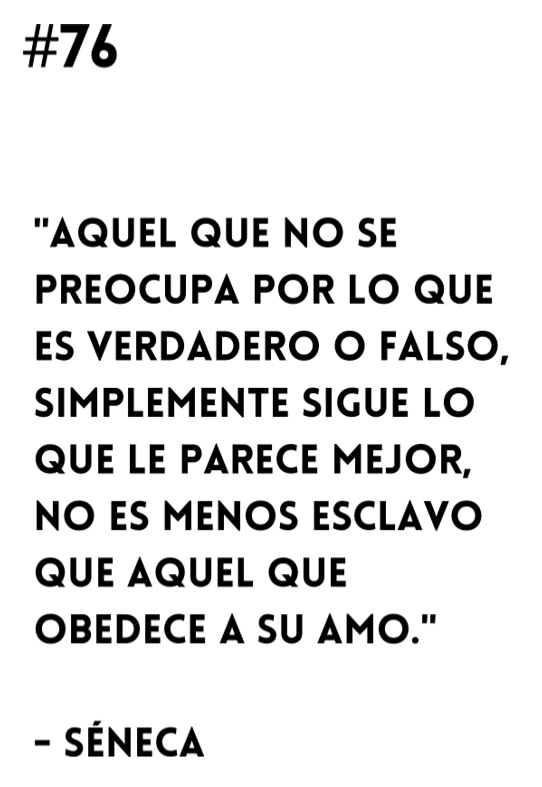 #76
"AQUEL QUE NO SE
PREOCUPA POR LO QUE
ES VERDADERO O FALSO,
SIMPLEMENTE SIGUE LO
QUE LE PARECE MEJOR,
NO ES MENOS ESCLAVO
QUE AQUEL QUE
OBEDECE A SU AMO."
- SÉNECA